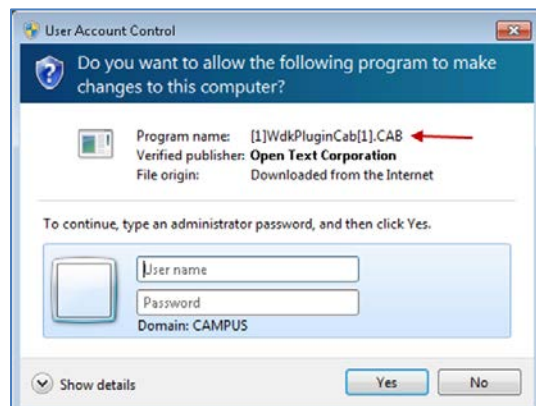 User Account Control
Do you want to allow the following program to make
changes to this computer?
Program name: [1]WdkPluginCab[1].CAB
Verified publisher: Open Text Corporation
File origin: Downloaded from the Internet
To continue, type an administrator password, and then click Yes.
User name
Password
Domain: CAMPUS
Show details
Yes
No